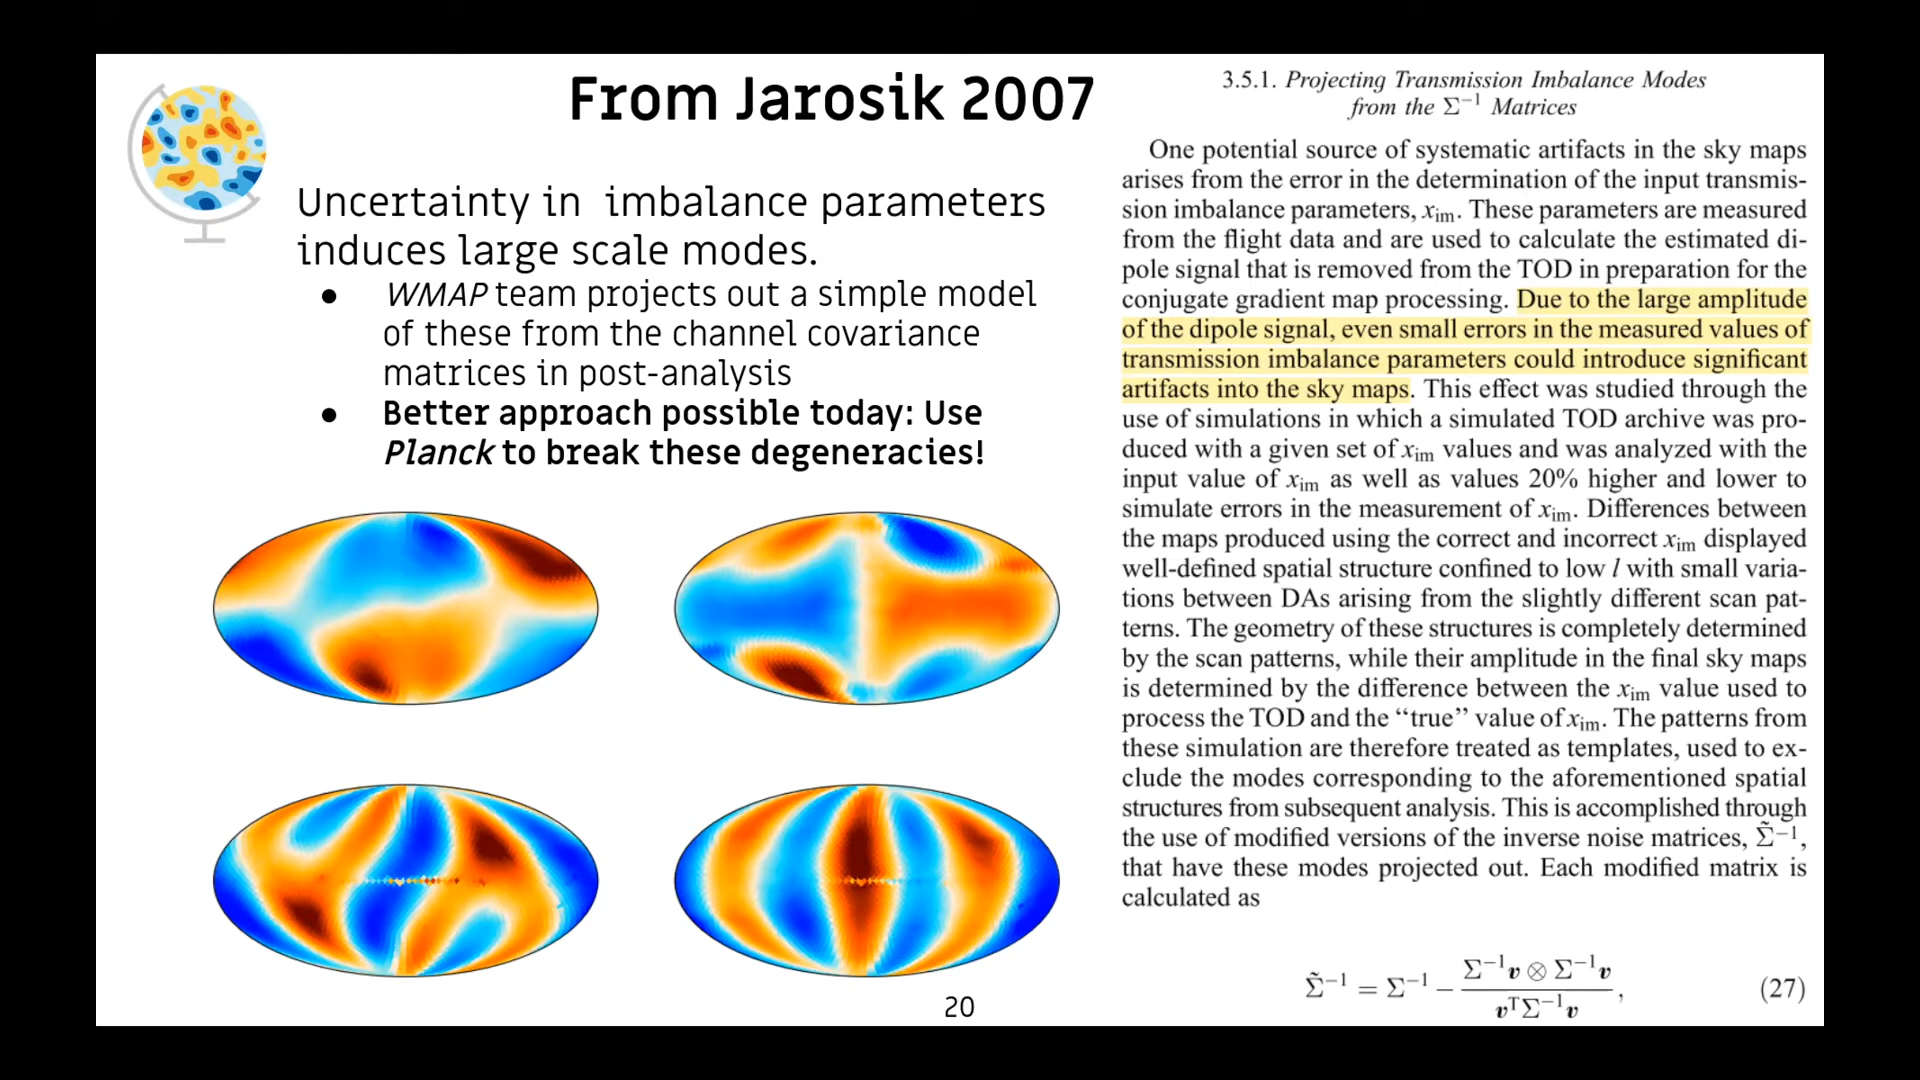 From Jarosik 2007
Uncertainty in imbalance parameters
induces large scale modes.
● WMAP team projects out a simple model
of these from the channel covariance
matrices in post-analysis
● Better approach possible today: Use
Planck to break these degeneracies!
20
3.5.1. Projecting Transmission Imbalance Modes
from the Σ⁻¹ Matrices
One potential source of systematic artifacts in the sky maps
arises from the error in the determination of the input transmis-
sion imbalance parameters, x_im. These parameters are measured
from the flight data and are used to calculate the estimated di-
pole signal that is removed from the TOD in preparation for the
conjugate gradient map processing. Due to the large amplitude
of the dipole signal, even small errors in the measured values of
transmission imbalance parameters could introduce significant
artifacts into the sky maps. This effect was studied through the
use of simulations in which a simulated TOD archive was pro-
duced with a given set of x_im values and was analyzed with the
input value of x_im as well as values 20% higher and lower to
simulate errors in the measurement of x_im. Differences between
the maps produced using the correct and incorrect x_im displayed
well-defined spatial structure confined to low l with small varia-
tions between DAs arising from the slightly different scan pat-
terns. The geometry of these structures is completely determined
by the scan patterns, while their amplitude in the final sky maps
is determined by the difference between the x_im value used to
process the TOD and the ‘‘true’’ value of x_im. The patterns from
these simulation are therefore treated as templates, used to ex-
clude the modes corresponding to the aforementioned spatial
structures from subsequent analysis. This is accomplished through
the use of modified versions of the inverse noise matrices, Σ̃⁻¹,
that have these modes projected out. Each modified matrix is
calculated as
Σ̃⁻¹ = Σ⁻¹ − (Σ⁻¹v ⊗ Σ⁻¹v) / (vᵀΣ⁻¹v), (27)